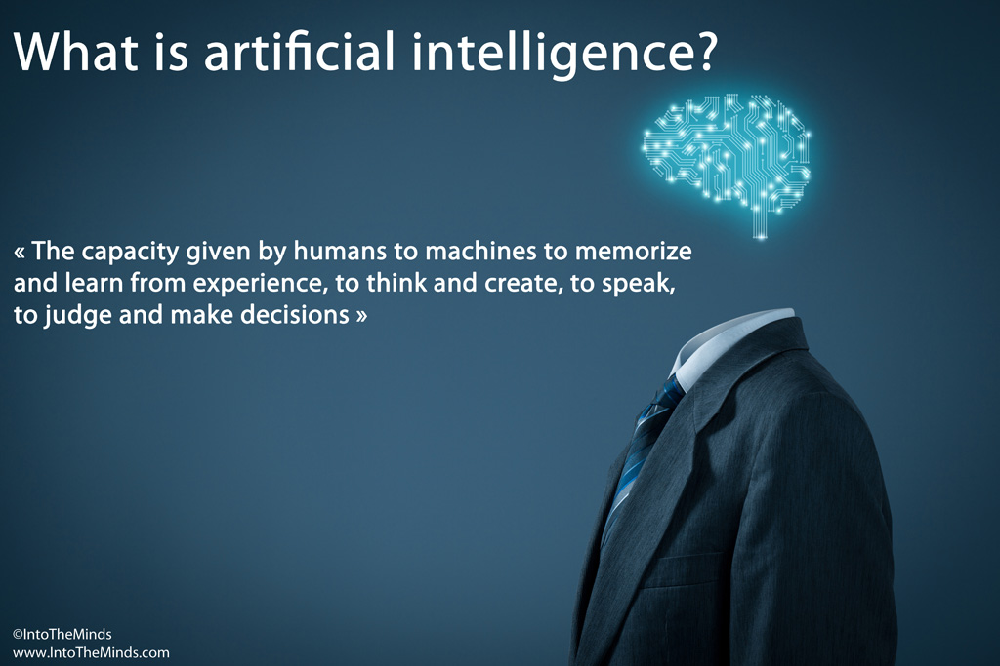 What is artificial intelligence?
« The capacity given by humans to machines to memorize
and learn from experience, to think and create, to speak,
to judge and make decisions »
©IntoTheMinds
www.IntoTheMinds.com